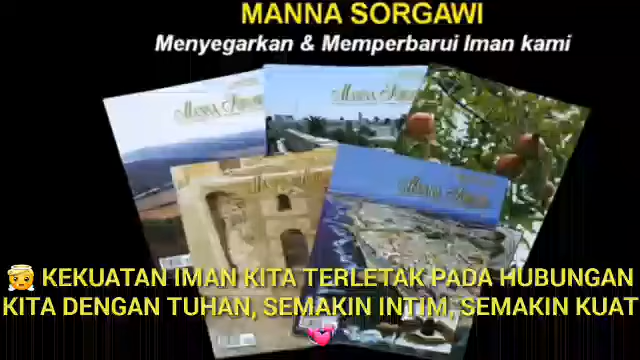 MANNA SORGAWI
Menyegarkan & Memperbarui Iman kami
👼 KEKUATAN IMAN KITA TERLETAK PADA HUBUNGAN
KITA DENGAN TUHAN, SEMAKIN INTIM, SEMAKIN KUAT
💓